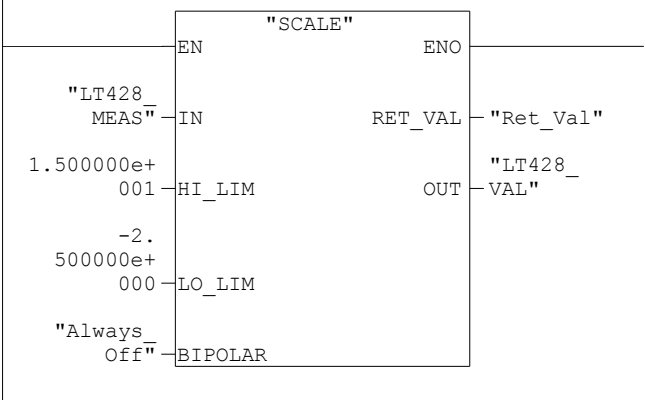 "SCALE"
EN ENO
"LT428_
MEAS" IN RET_VAL "Ret_Val"
1.500000e+ "LT428_
001 HI_LIM OUT VAL"
-2.
500000e+
000 LO_LIM
"Always_
Off" BIPOLAR